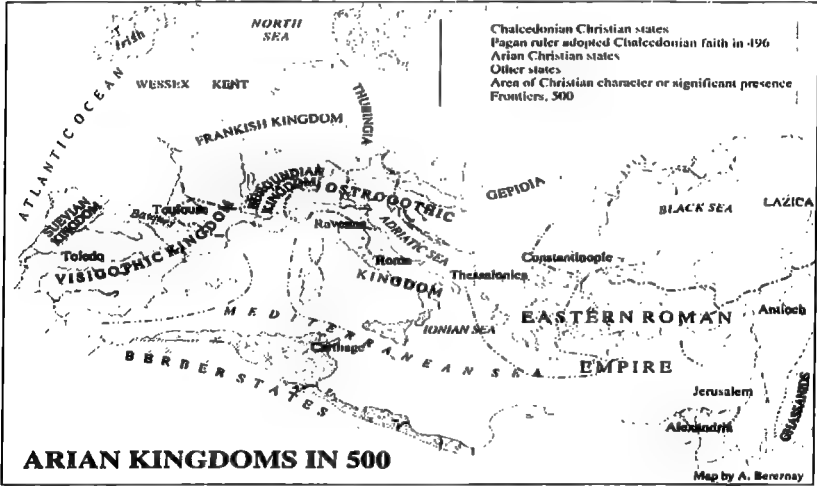 NORTH
SEA
Irish
Chalcedonian Christian states
Pagan ruler adopted Chalcedonian faith in 496
Arian Christian states
Other states
Area of Christian character or significant presence
Frontiers, 500
ATLANTIC OCEAN
WESSEX KENT
THURINGIA
FRANKISH KINGDOM
BURGUNDIAN
KINGDOM
OSTROGOTHIC
GEPIDIA
BLACK SEA
LAZICA
SUEVIAN
KINGDOM
Toulouse
Ravenna
ADRIATIC SEA
Toledo
VISIGOTHIC KINGDOM
Rome
KINGDOM
Thessalonica
Constantinople
Antioch
MEDITERRANEAN SEA
IONIAN SEA
EASTERN ROMAN
EMPIRE
Carthage
BERBER STATES
Jerusalem
Alexandria
GHASSANIDS
ARIAN KINGDOMS IN 500
Map by A. Berernay